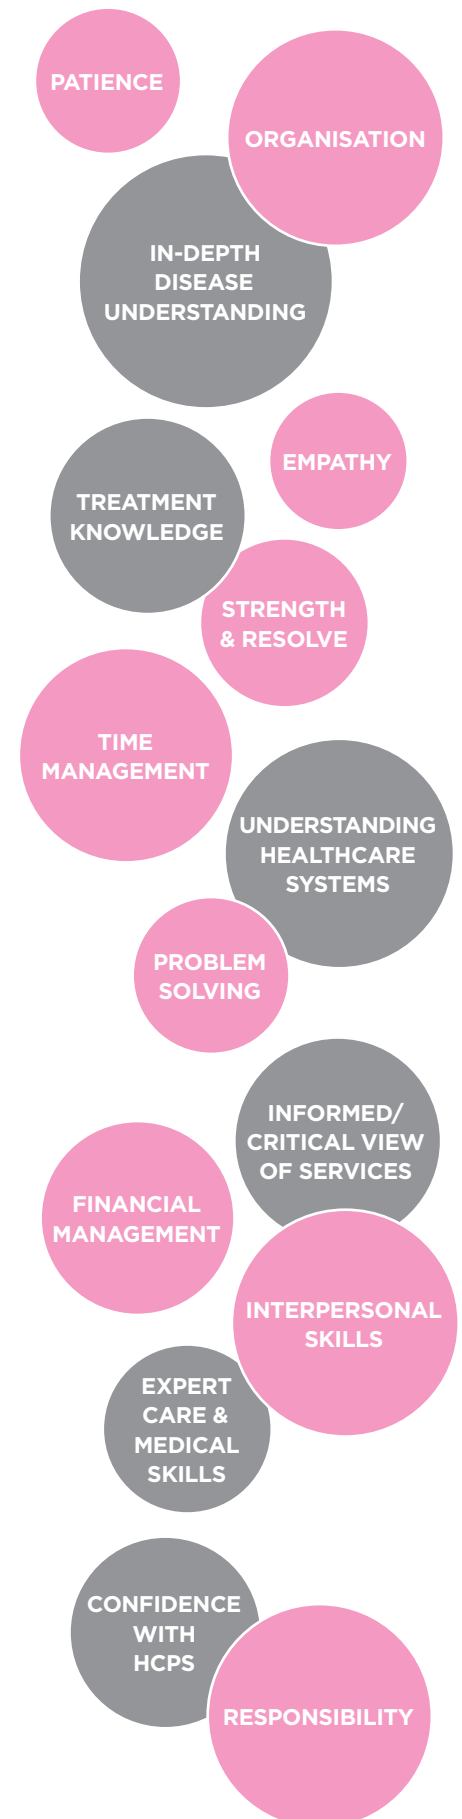 PATIENCE
ORGANISATION
IN-DEPTH
DISEASE
UNDERSTANDING
EMPATHY
TREATMENT
KNOWLEDGE
STRENGTH
& RESOLVE
TIME
MANAGEMENT
UNDERSTANDING
HEALTHCARE
SYSTEMS
PROBLEM
SOLVING
INFORMED/
CRITICAL VIEW
OF SERVICES
FINANCIAL
MANAGEMENT
INTERPERSONAL
SKILLS
EXPERT
CARE &
MEDICAL
SKILLS
CONFIDENCE
WITH
HCPS
RESPONSIBILITY